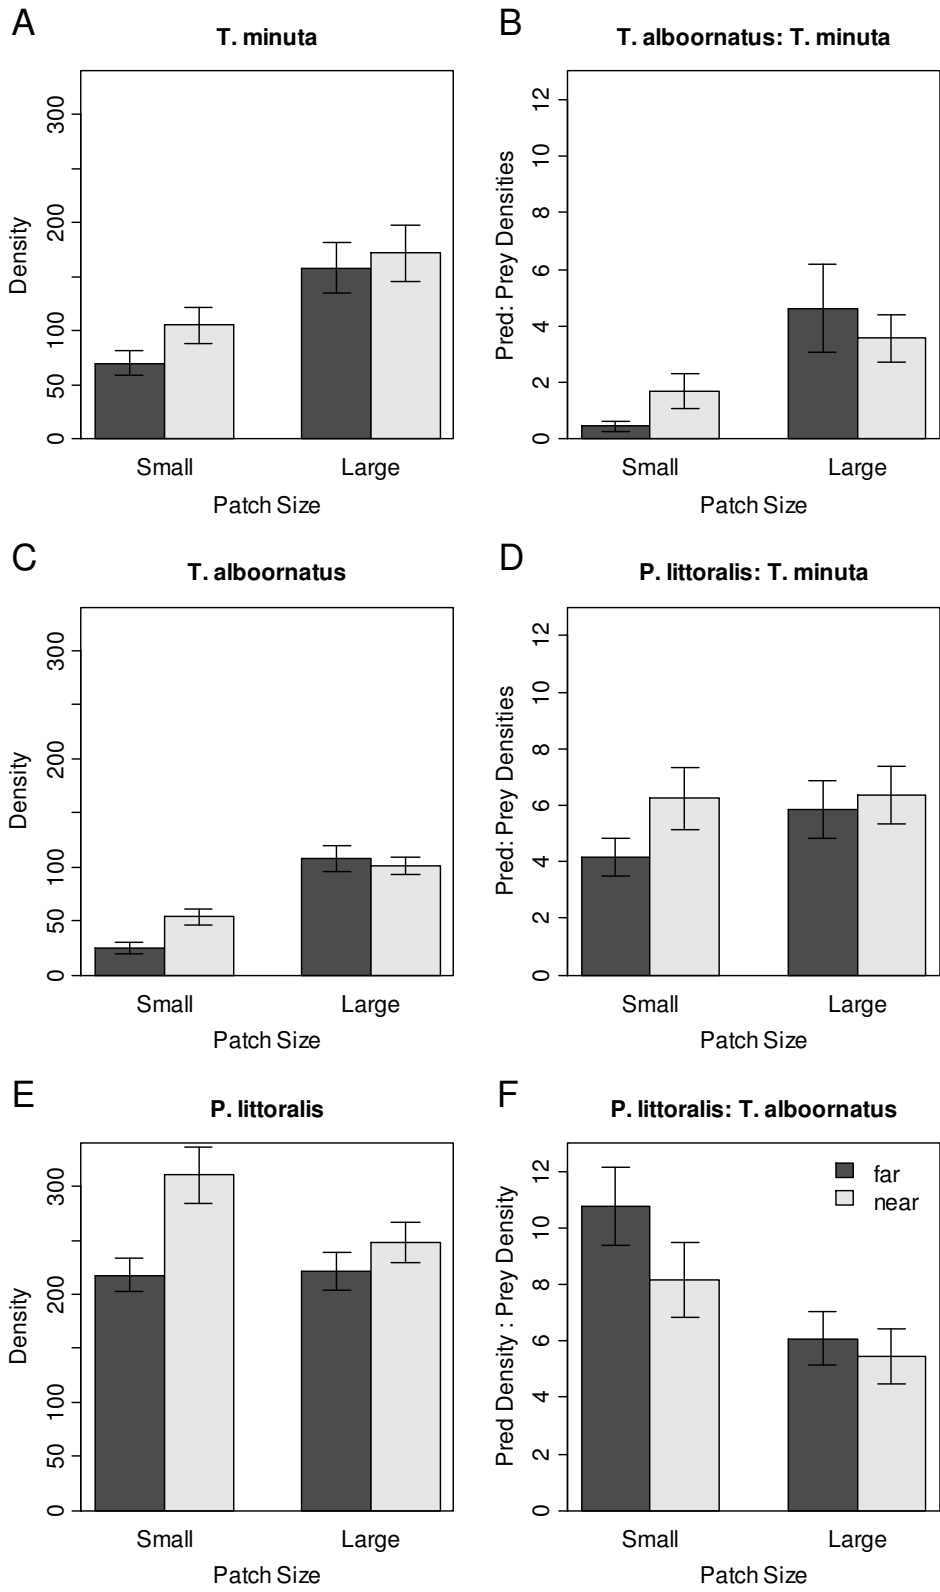 A
T. minuta
Density
300
200
100
50
0
Small
Large
Patch Size
B
T. alboornatus: T. minuta
Pred: Prey Densities
12
10
8
6
4
2
0
Small
Large
Patch Size
C
T. alboornatus
Density
300
200
100
50
0
Small
Large
Patch Size
D
P. littoralis: T. minuta
Pred: Prey Densities
12
10
8
6
4
2
0
Small
Large
Patch Size
E
P. littoralis
Density
300
200
100
50
0
Small
Large
Patch Size
F
P. littoralis: T. alboornatus
Pred Density : Prey Density
12
10
8
6
4
2
0
far
near
Small
Large
Patch Size